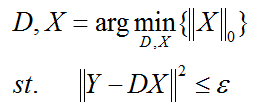 D, X = arg min_{D,X} {‖X‖₀}
st. ‖Y − DX‖² ≤ ε